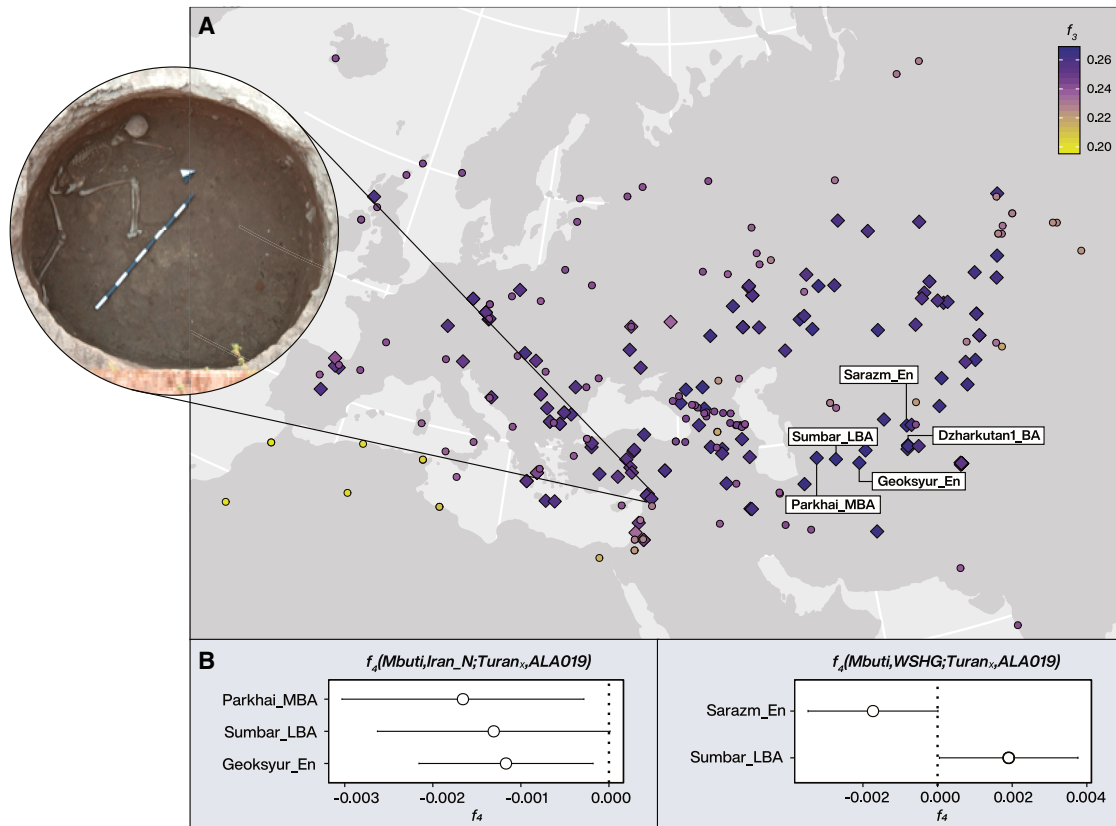 A
f3
0.26
0.24
0.22
0.20
Sarazm_En
Sumbar_LBA
Dzharkutan1_BA
Geoksyur_En
Parkhai_MBA
B
f4(Mbuti,Iran_N;TuranX,ALA019)
Parkhai_MBA
Sumbar_LBA
Geoksyur_En
-0.003
-0.002
-0.001
0.000
f4
f4(Mbuti,WSHG;TuranX,ALA019)
Sarazm_En
Sumbar_LBA
-0.002
0.000
0.002
0.004
f4